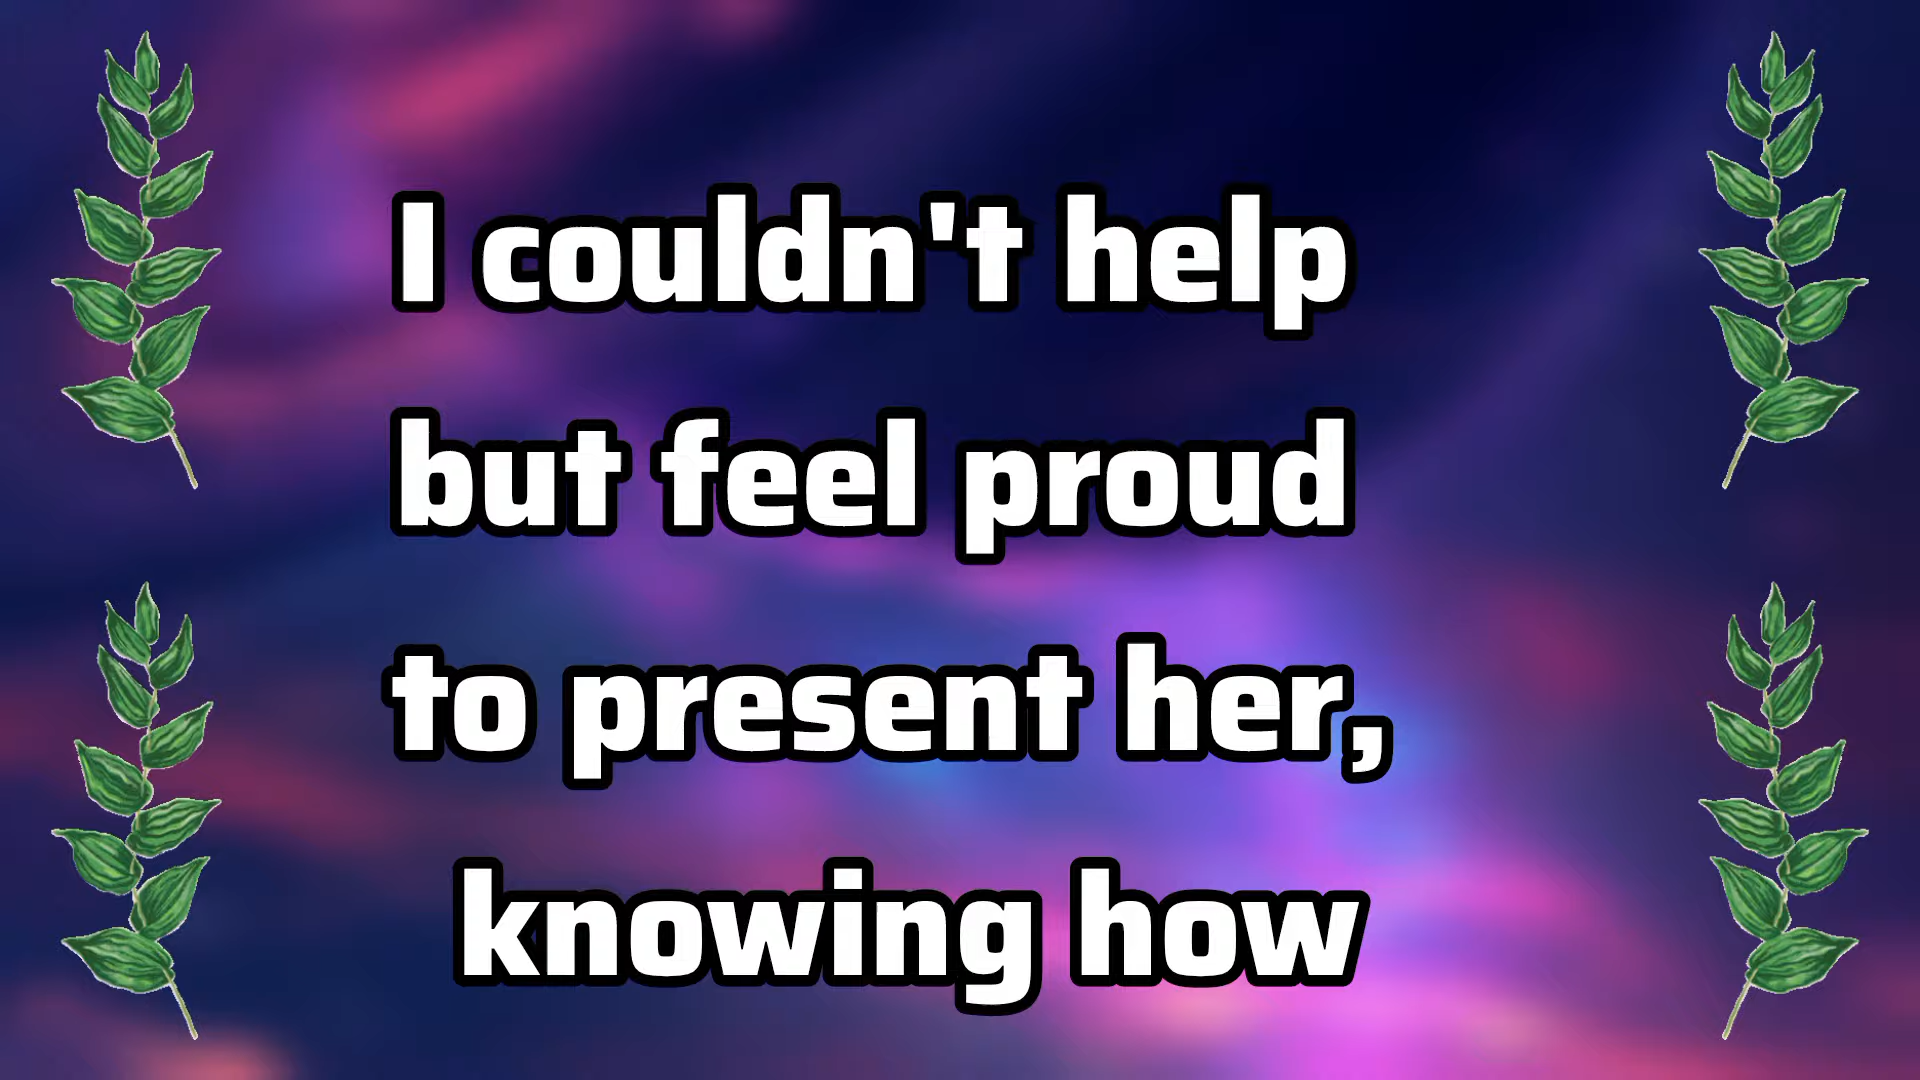 I couldn't help
but feel proud
to present her,
knowing how